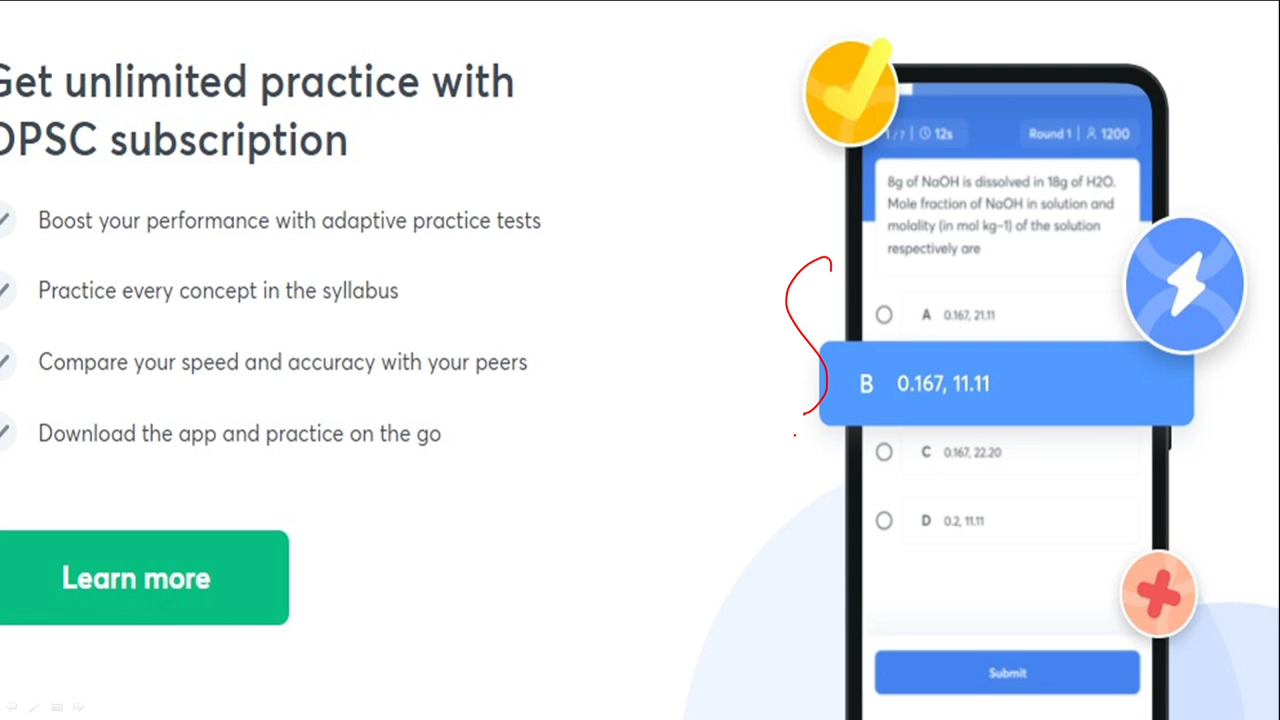 Get unlimited practice with
OPSC subscription
Boost your performance with adaptive practice tests
Practice every concept in the syllabus
Compare your speed and accuracy with your peers
Download the app and practice on the go
Learn more
1 / 7 | 12s
Round 1 | 1200
8g of NaOH is dissolved in 18g of H2O.
Mole fraction of NaOH in solution and
molality (in mol kg-1) of the solution
respectively are
A 0.167, 21.11
B 0.167, 11.11
C 0.167, 22.20
D 0.2, 11.11
Submit